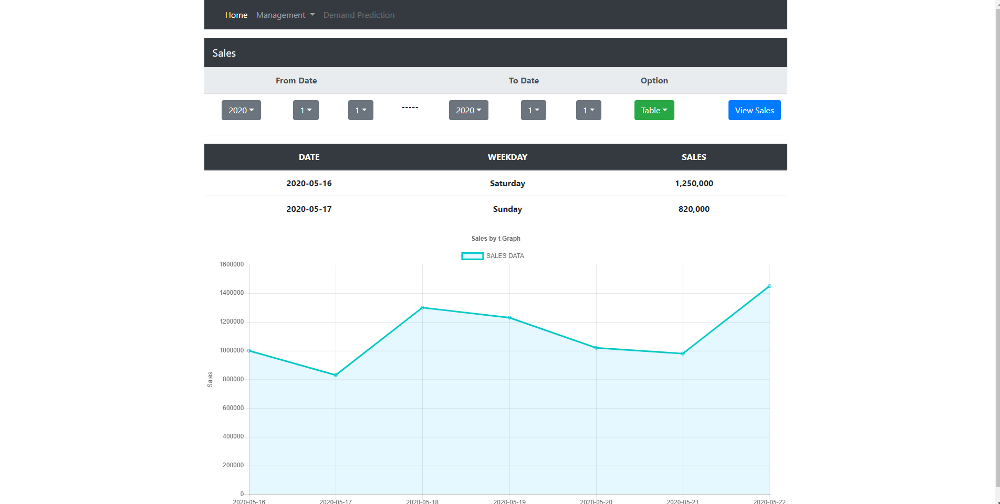 Home Management Demand Prediction
Sales
From Date To Date Option
2020 1 1 ----- 2020 1 1 Table View Sales
DATE WEEKDAY SALES
2020-05-16 Saturday 1,250,000
2020-05-17 Sunday 820,000
Sales by t Graph
SALES DATA
1600000
1400000
1200000
1000000
800000
600000
400000
200000
0
Sales
2020-05-16 2020-05-17 2020-05-18 2020-05-19 2020-05-20 2020-05-21 2020-05-22